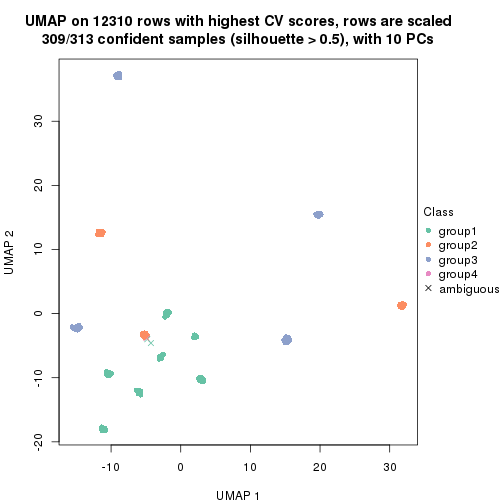 UMAP on 12310 rows with highest CV scores, rows are scaled
309/313 confident samples (silhouette > 0.5), with 10 PCs
UMAP 2
30
20
10
0
-10
-20
-10 0 10 20 30
UMAP 1
Class
group1
group2
group3
group4
ambiguous